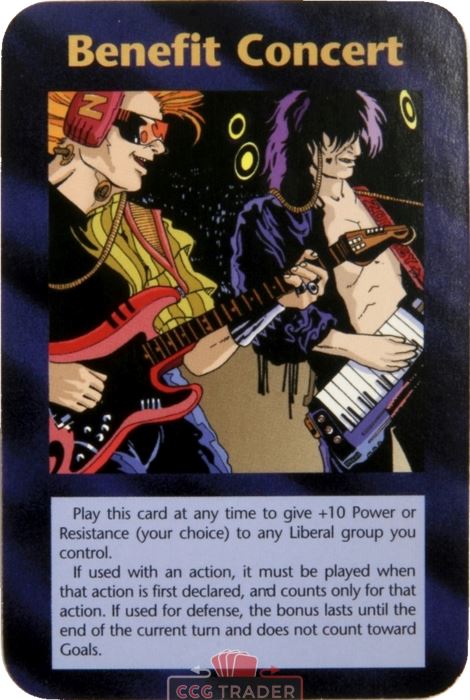 Benefit Concert
N
Play this card at any time to give +10 Power or
Resistance (your choice) to any Liberal group you
control.
If used with an action, it must be played when
that action is first declared, and counts only for that
action. If used for defense, the bonus lasts until the
end of the current turn and does not count toward
Goals.
CCG TRADER